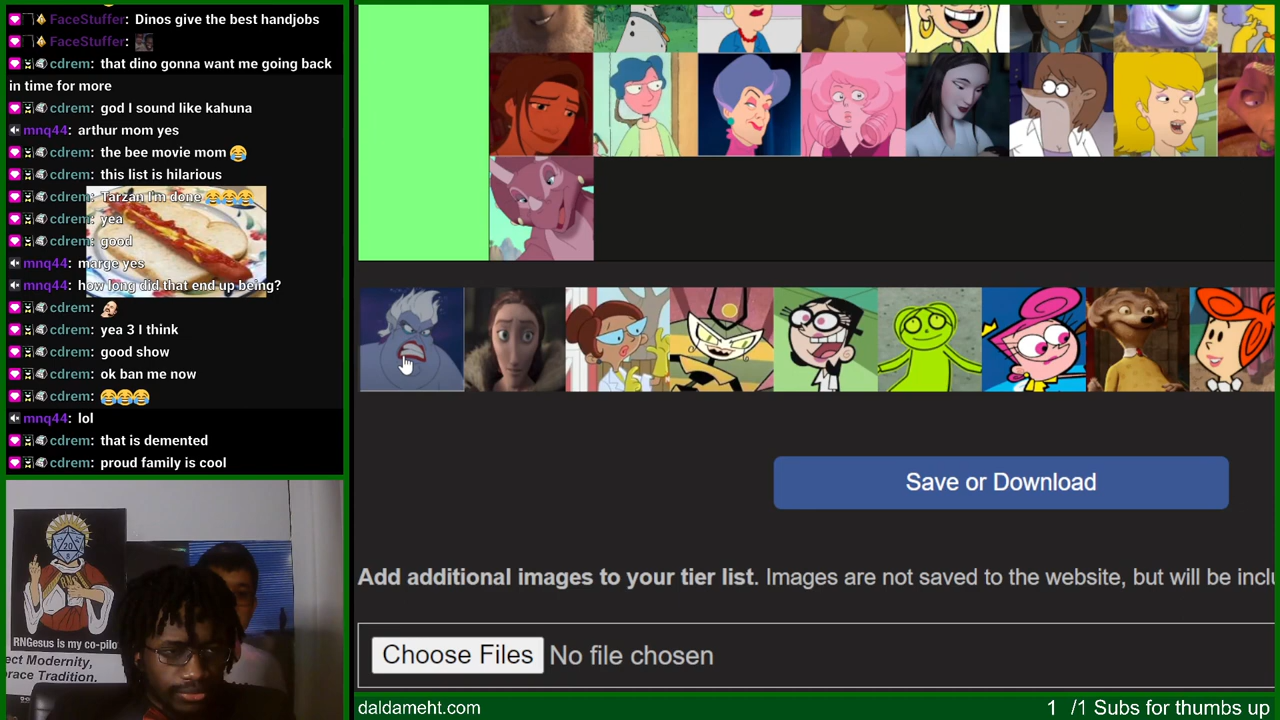 FaceStuffer: Dinos give the best handjobs
FaceStuffer:
cdrem: that dino gonna want me going back
in time for more
cdrem: god I sound like kahuna
mnq44: arthur mom yes
cdrem: the bee movie mom 😂
cdrem: this list is hilarious
cdrem: Tarzan I'm done 😂😂😂
cdrem: yea
cdrem: good
mnq44: marge yes
mnq44: how long did that end up being?
cdrem:
cdrem: yea 3 I think
cdrem: good show
cdrem: ok ban me now
cdrem: 😂😂😂
mnq44: lol
cdrem: that is demented
cdrem: proud family is cool
20
RNGesus is my co-pilo
ect Modernity,
brace Tradition.
Save or Download
Add additional images to your tier list. Images are not saved to the website, but will be inclu
Choose Files No file chosen
daldameht.com
1 /1 Subs for thumbs up